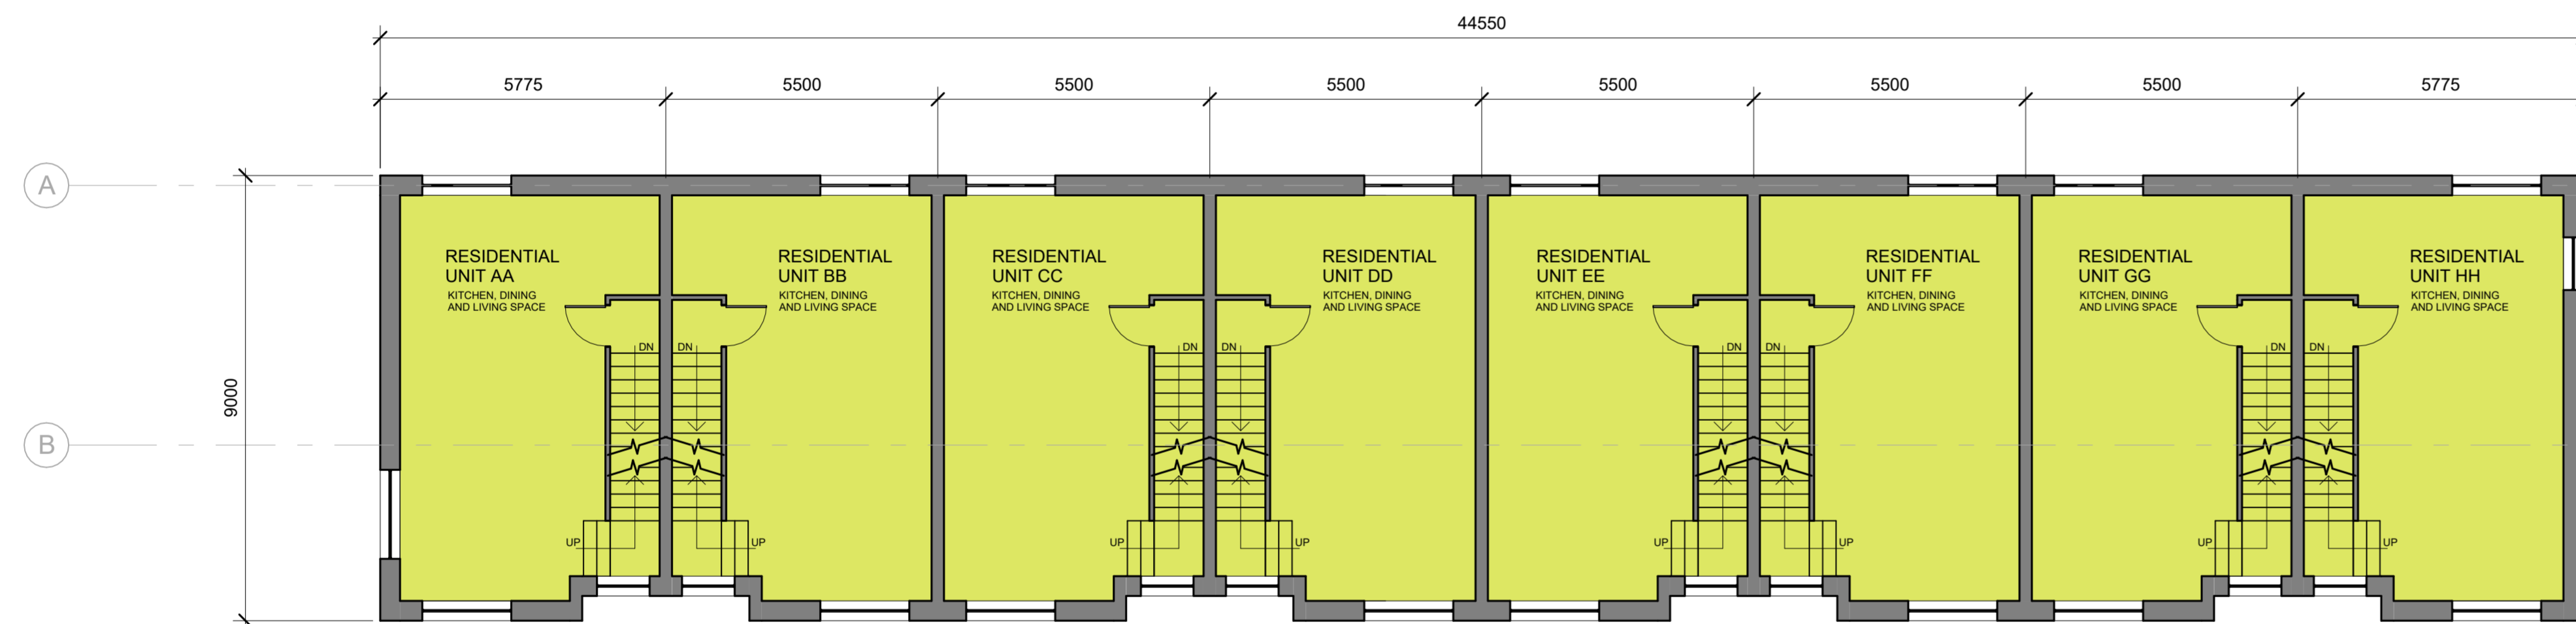 44550
5775 5500 5500 5500 5500 5500 5500 5775
A
RESIDENTIAL
UNIT AA
KITCHEN, DINING
AND LIVING SPACE
RESIDENTIAL
UNIT BB
KITCHEN, DINING
AND LIVING SPACE
RESIDENTIAL
UNIT CC
KITCHEN, DINING
AND LIVING SPACE
RESIDENTIAL
UNIT DD
KITCHEN, DINING
AND LIVING SPACE
RESIDENTIAL
UNIT EE
KITCHEN, DINING
AND LIVING SPACE
RESIDENTIAL
UNIT FF
KITCHEN, DINING
AND LIVING SPACE
RESIDENTIAL
UNIT GG
KITCHEN, DINING
AND LIVING SPACE
RESIDENTIAL
UNIT HH
KITCHEN, DINING
AND LIVING SPACE
DN DN DN DN DN DN DN DN
9000
B
UP UP UP UP UP UP UP UP